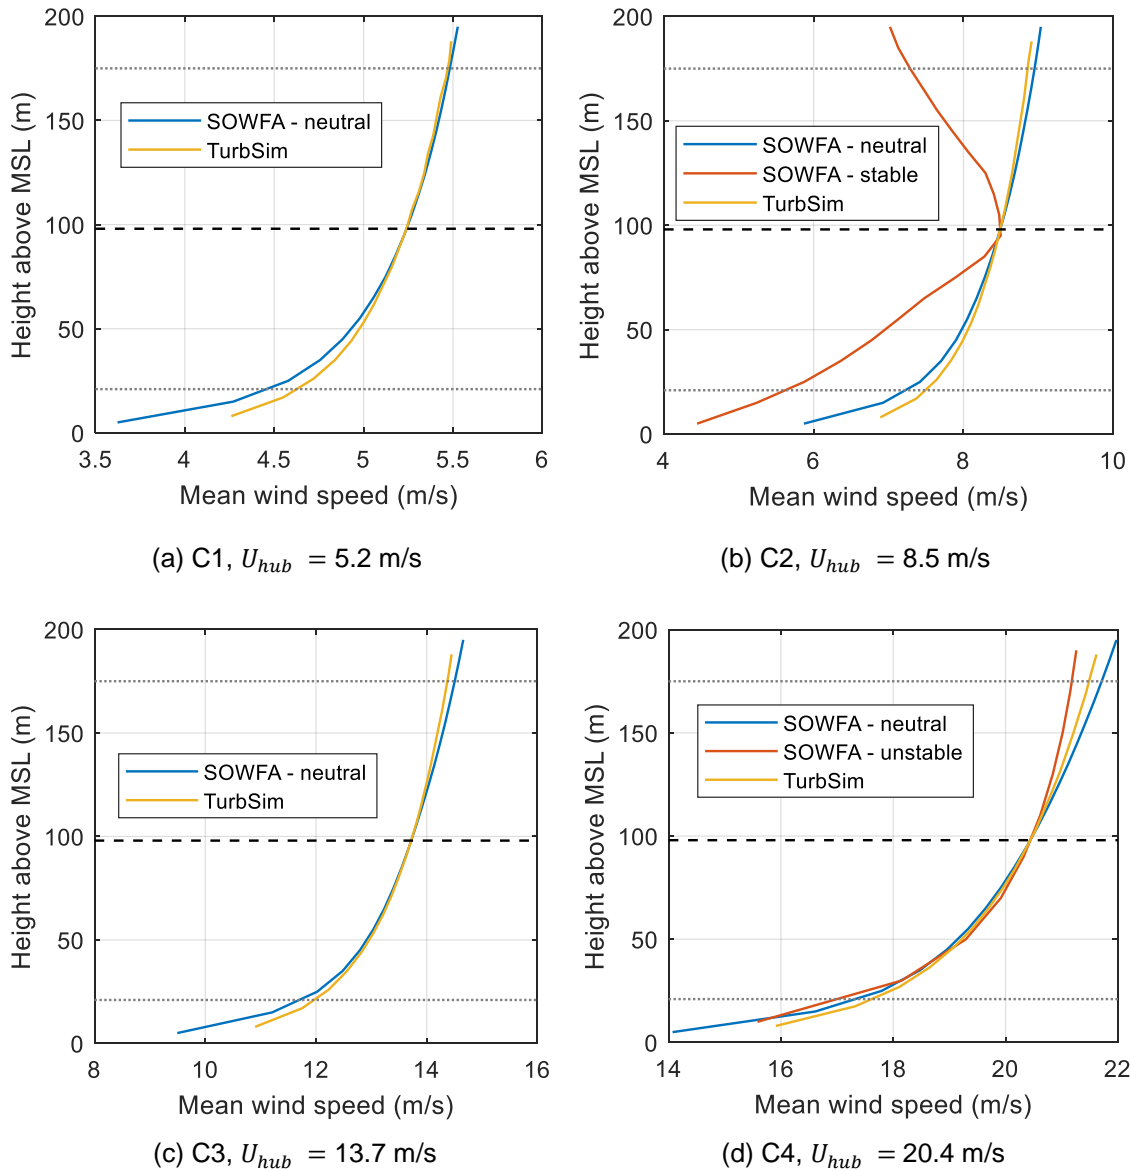 200
150
100
50
0
Height above MSL (m)
SOWFA - neutral
TurbSim
3.5
4
4.5
5
5.5
6
Mean wind speed (m/s)
(a) C1, U_hub = 5.2 m/s
200
150
100
50
0
Height above MSL (m)
SOWFA - neutral
SOWFA - stable
TurbSim
4
6
8
10
Mean wind speed (m/s)
(b) C2, U_hub = 8.5 m/s
200
150
100
50
0
Height above MSL (m)
SOWFA - neutral
TurbSim
8
10
12
14
16
Mean wind speed (m/s)
(c) C3, U_hub = 13.7 m/s
200
150
100
50
0
Height above MSL (m)
SOWFA - neutral
SOWFA - unstable
TurbSim
14
16
18
20
22
Mean wind speed (m/s)
(d) C4, U_hub = 20.4 m/s